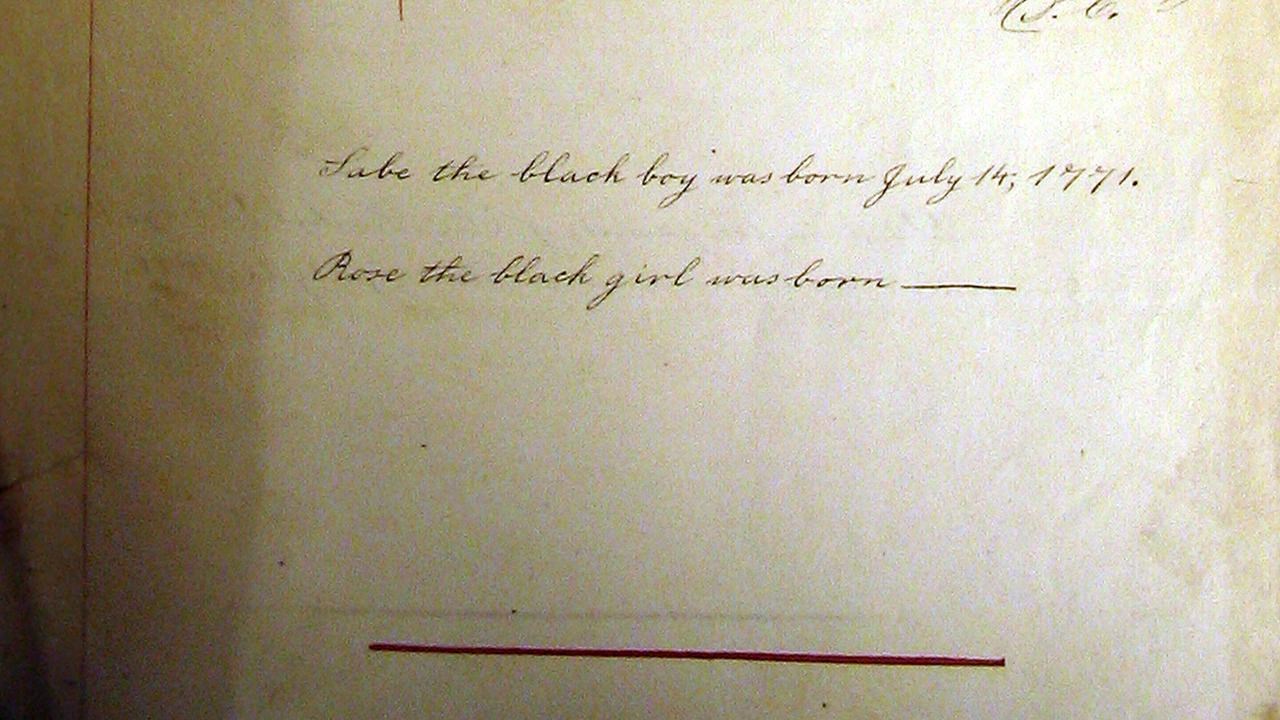 Sabe the black boy was born July 14, 1771.
Rose the black girl was born ———